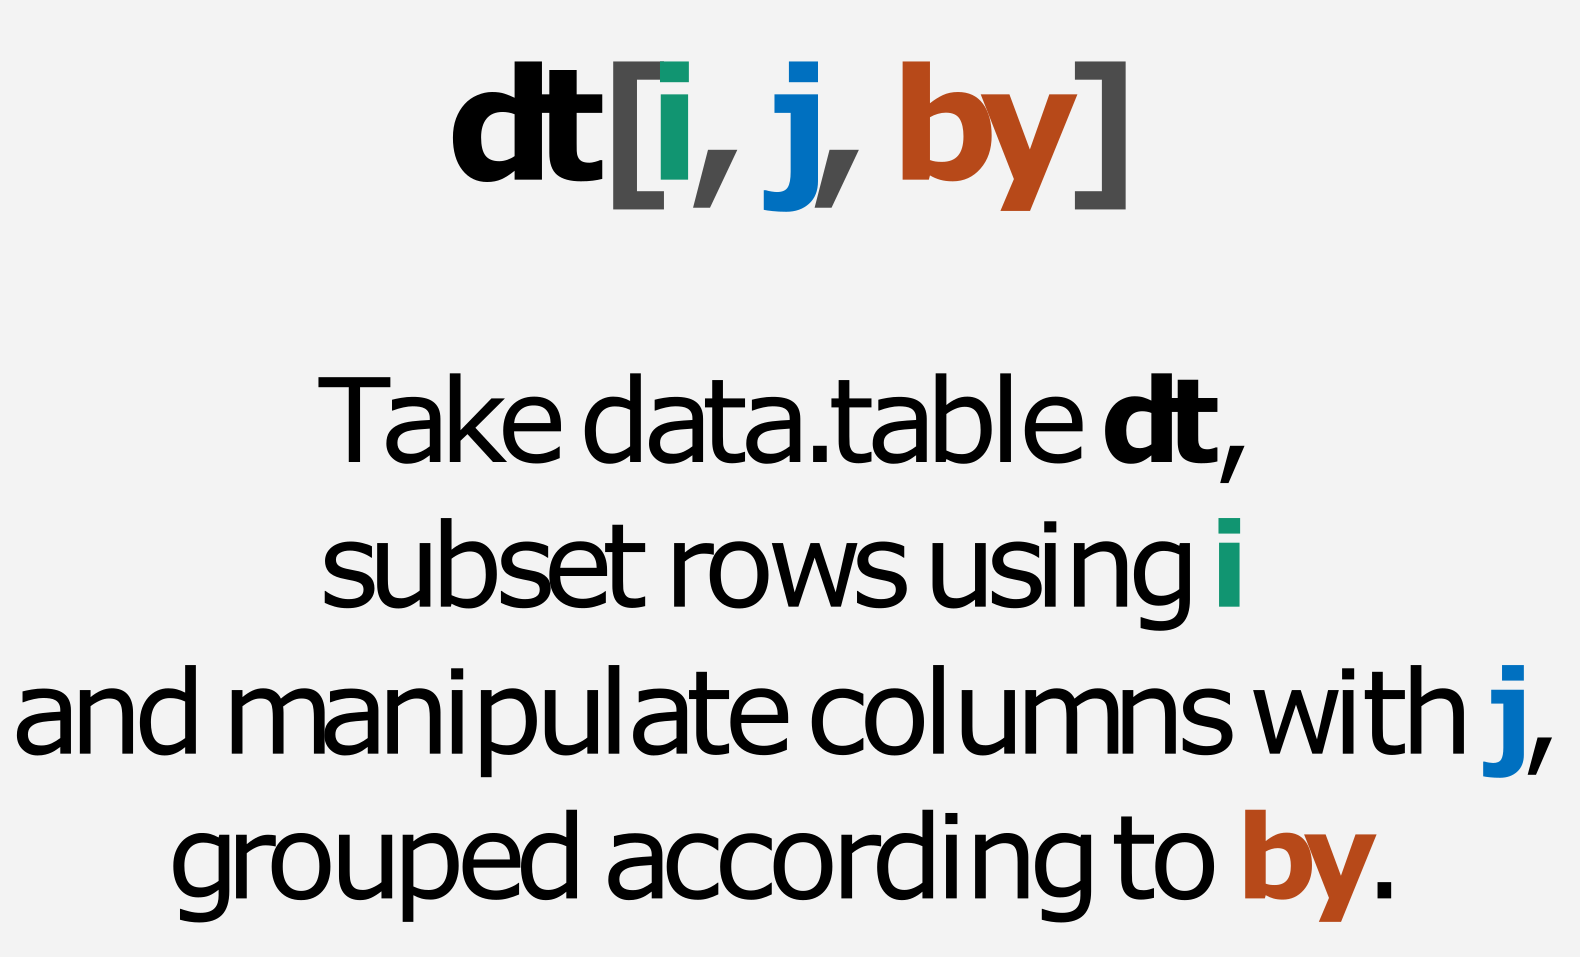 dt[i, j, by]
Take data.table dt,
subset rows using i
and manipulate columns with j,
grouped according to by.